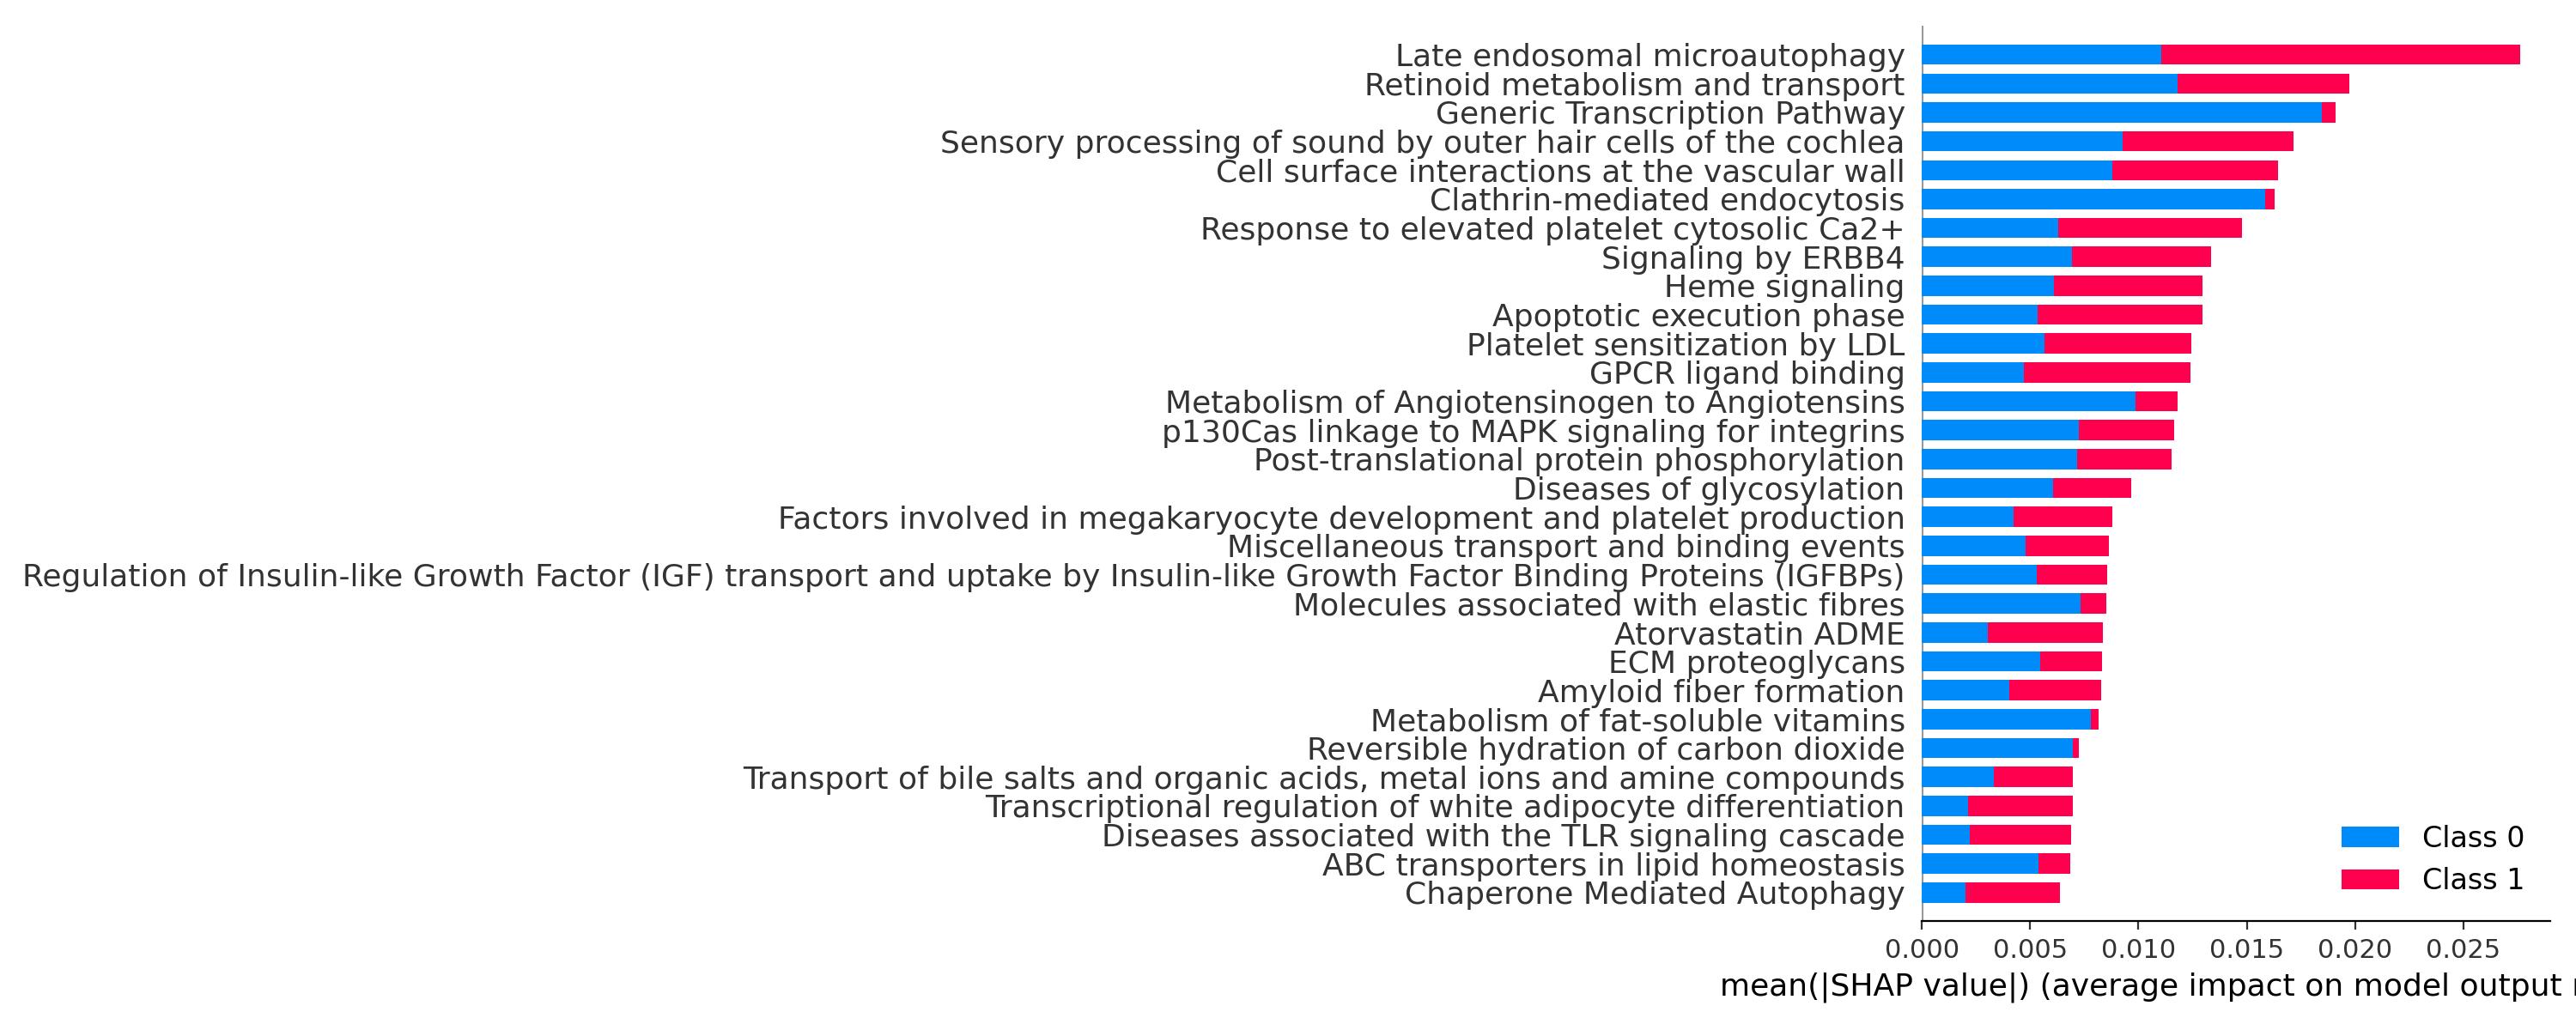 Late endosomal microautophagy
Retinoid metabolism and transport
Generic Transcription Pathway
Sensory processing of sound by outer hair cells of the cochlea
Cell surface interactions at the vascular wall
Clathrin-mediated endocytosis
Response to elevated platelet cytosolic Ca2+
Signaling by ERBB4
Heme signaling
Apoptotic execution phase
Platelet sensitization by LDL
GPCR ligand binding
Metabolism of Angiotensinogen to Angiotensins
p130Cas linkage to MAPK signaling for integrins
Post-translational protein phosphorylation
Diseases of glycosylation
Factors involved in megakaryocyte development and platelet production
Miscellaneous transport and binding events
Regulation of Insulin-like Growth Factor (IGF) transport and uptake by Insulin-like Growth Factor Binding Proteins (IGFBPs)
Molecules associated with elastic fibres
Atorvastatin ADME
ECM proteoglycans
Amyloid fiber formation
Metabolism of fat-soluble vitamins
Reversible hydration of carbon dioxide
Transport of bile salts and organic acids, metal ions and amine compounds
Transcriptional regulation of white adipocyte differentiation
Diseases associated with the TLR signaling cascade
ABC transporters in lipid homeostasis
Chaperone Mediated Autophagy
Class 0
Class 1
0.000 0.005 0.010 0.015 0.020 0.025
mean(|SHAP value|) (average impact on model output